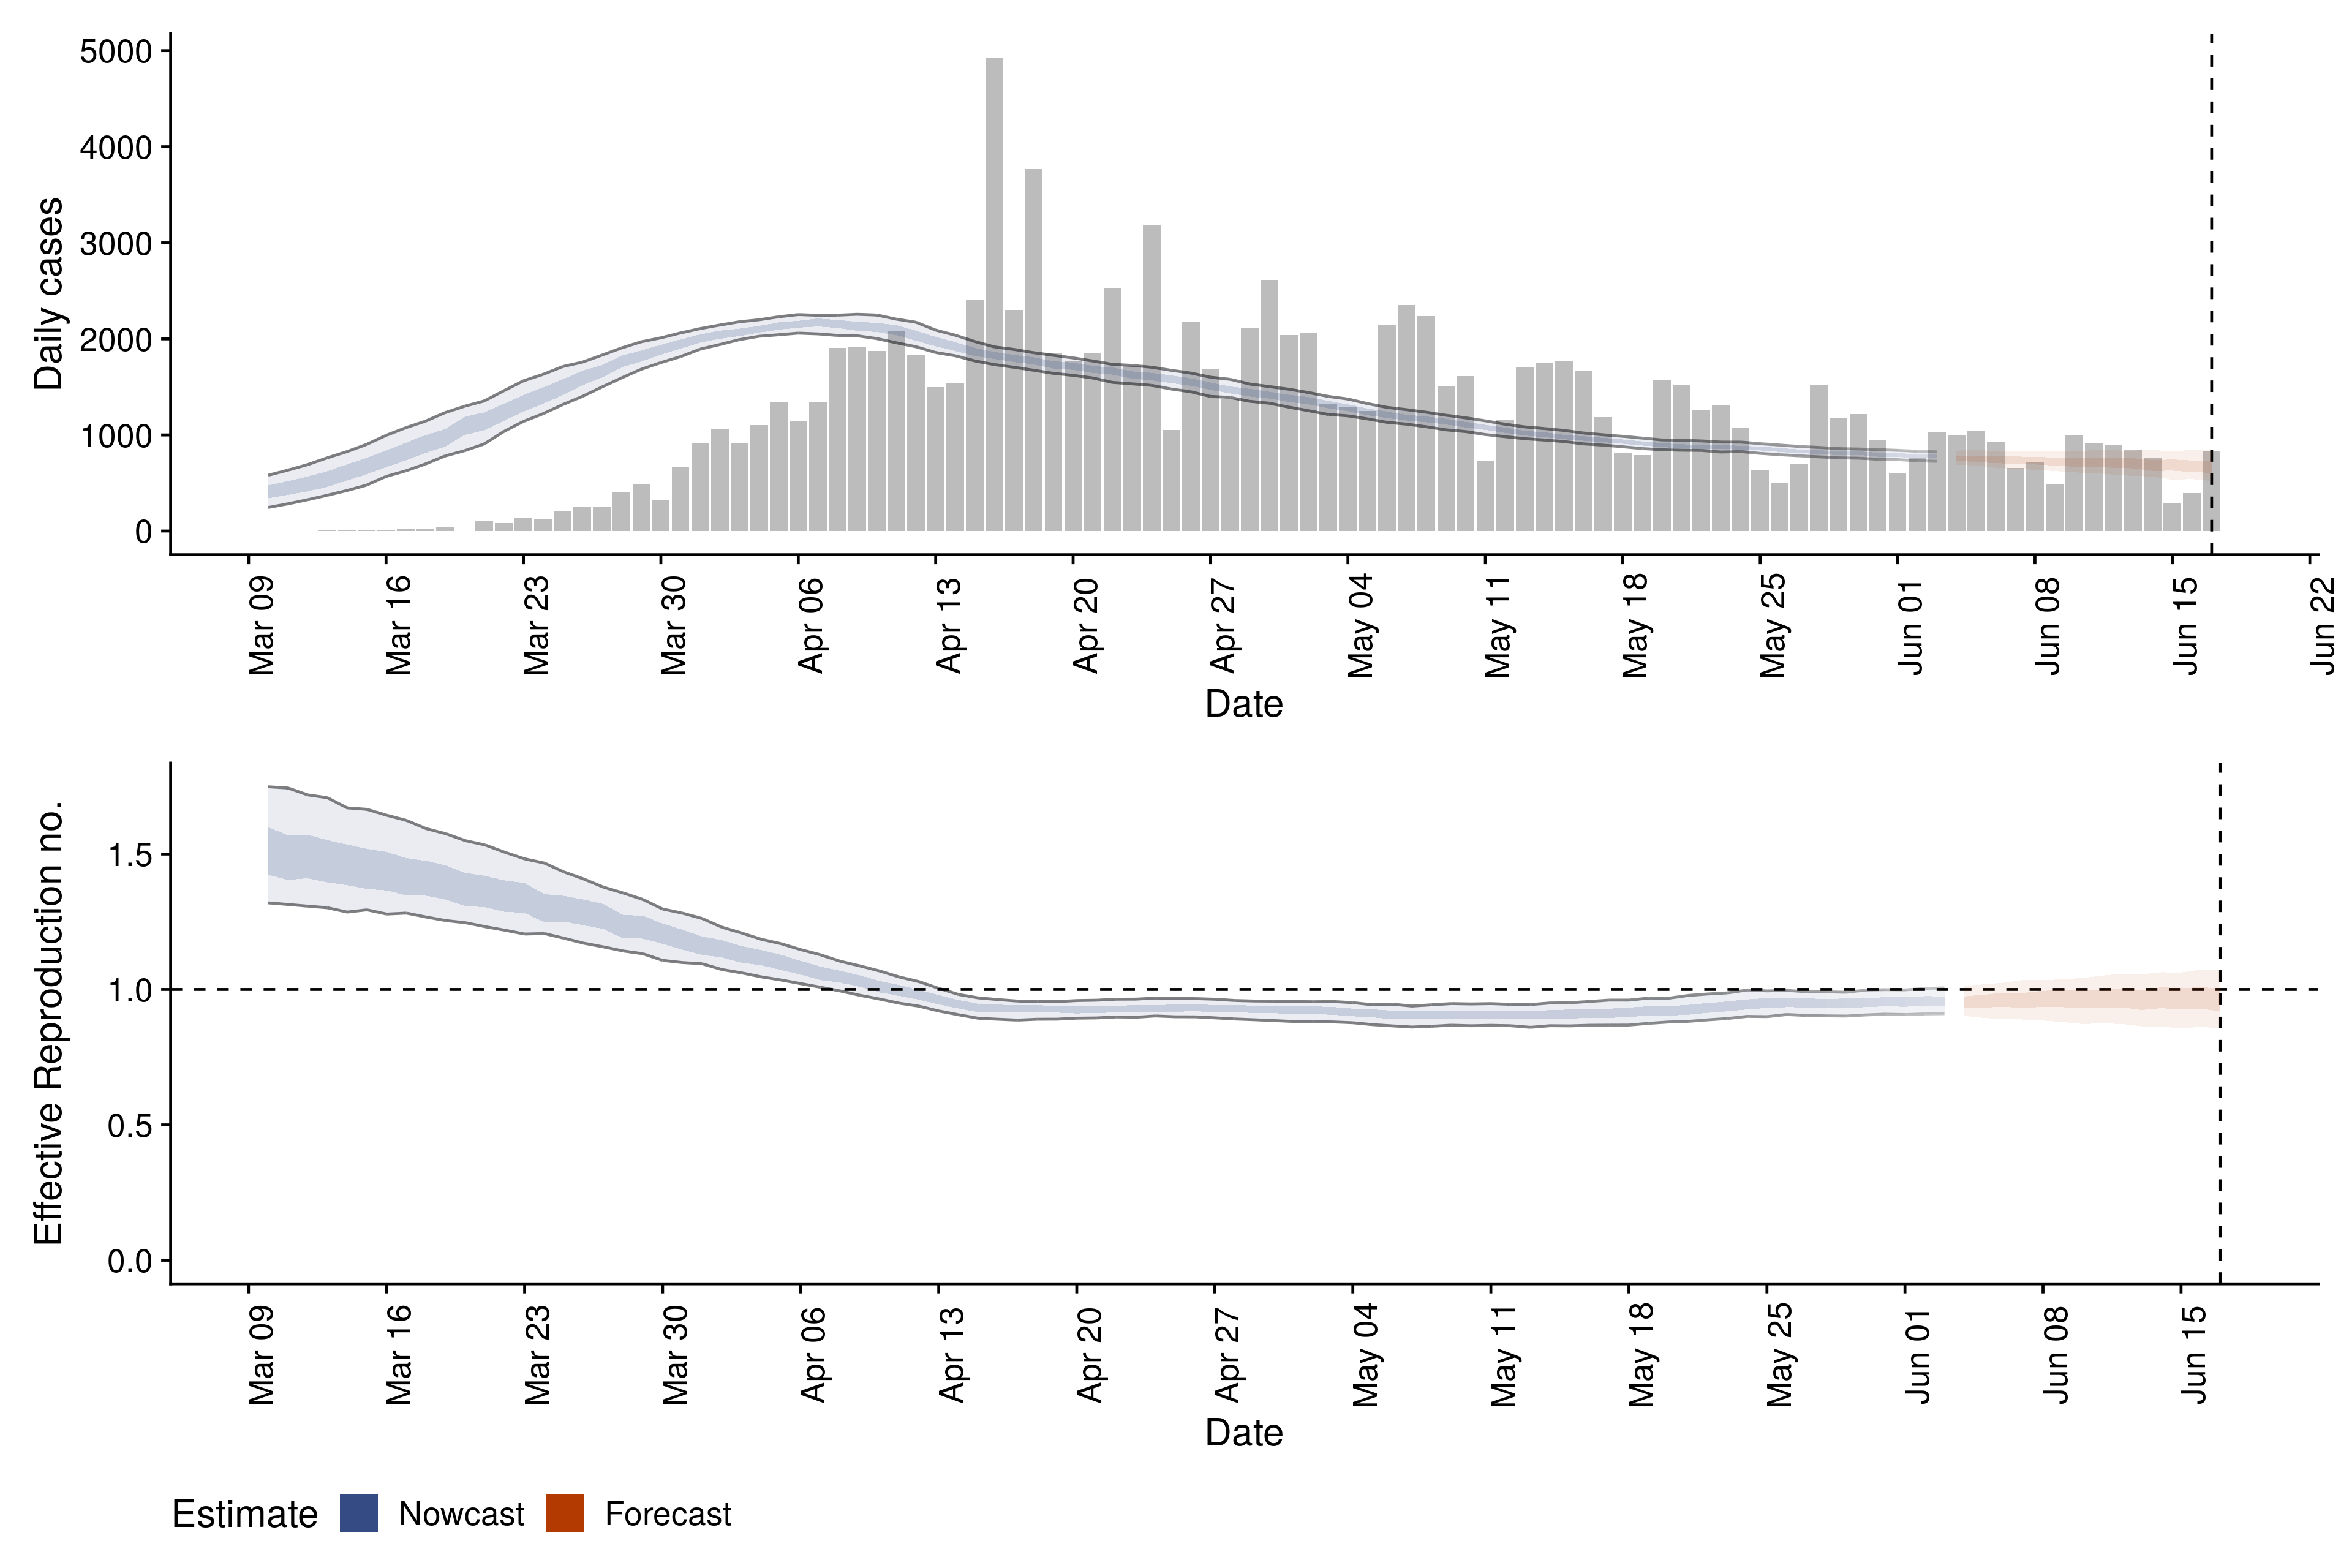 Daily cases
5000
4000
3000
2000
1000
0
Mar 09
Mar 16
Mar 23
Mar 30
Apr 06
Apr 13
Apr 20
Apr 27
May 04
May 11
May 18
May 25
Jun 01
Jun 08
Jun 15
Jun 22
Date
Effective Reproduction no.
1.5
1.0
0.5
0.0
Mar 09
Mar 16
Mar 23
Mar 30
Apr 06
Apr 13
Apr 20
Apr 27
May 04
May 11
May 18
May 25
Jun 01
Jun 08
Jun 15
Date
Estimate Nowcast Forecast